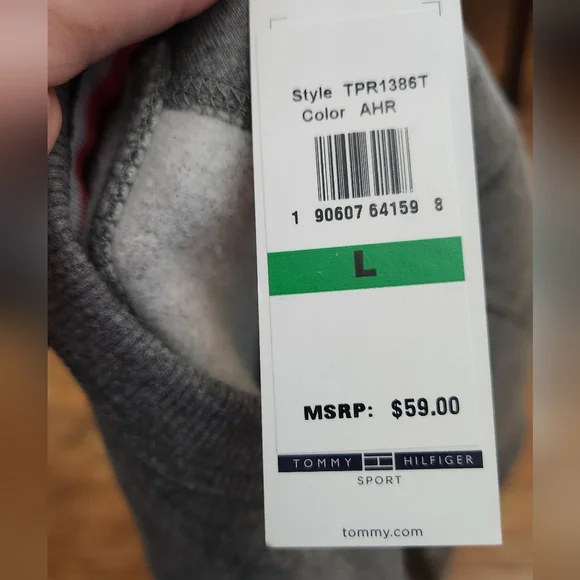 Style TPR1386T
Color AHR
1 90607 64159 8
L
MSRP: $59.00
TOMMY HILFIGER
SPORT
tommy.com